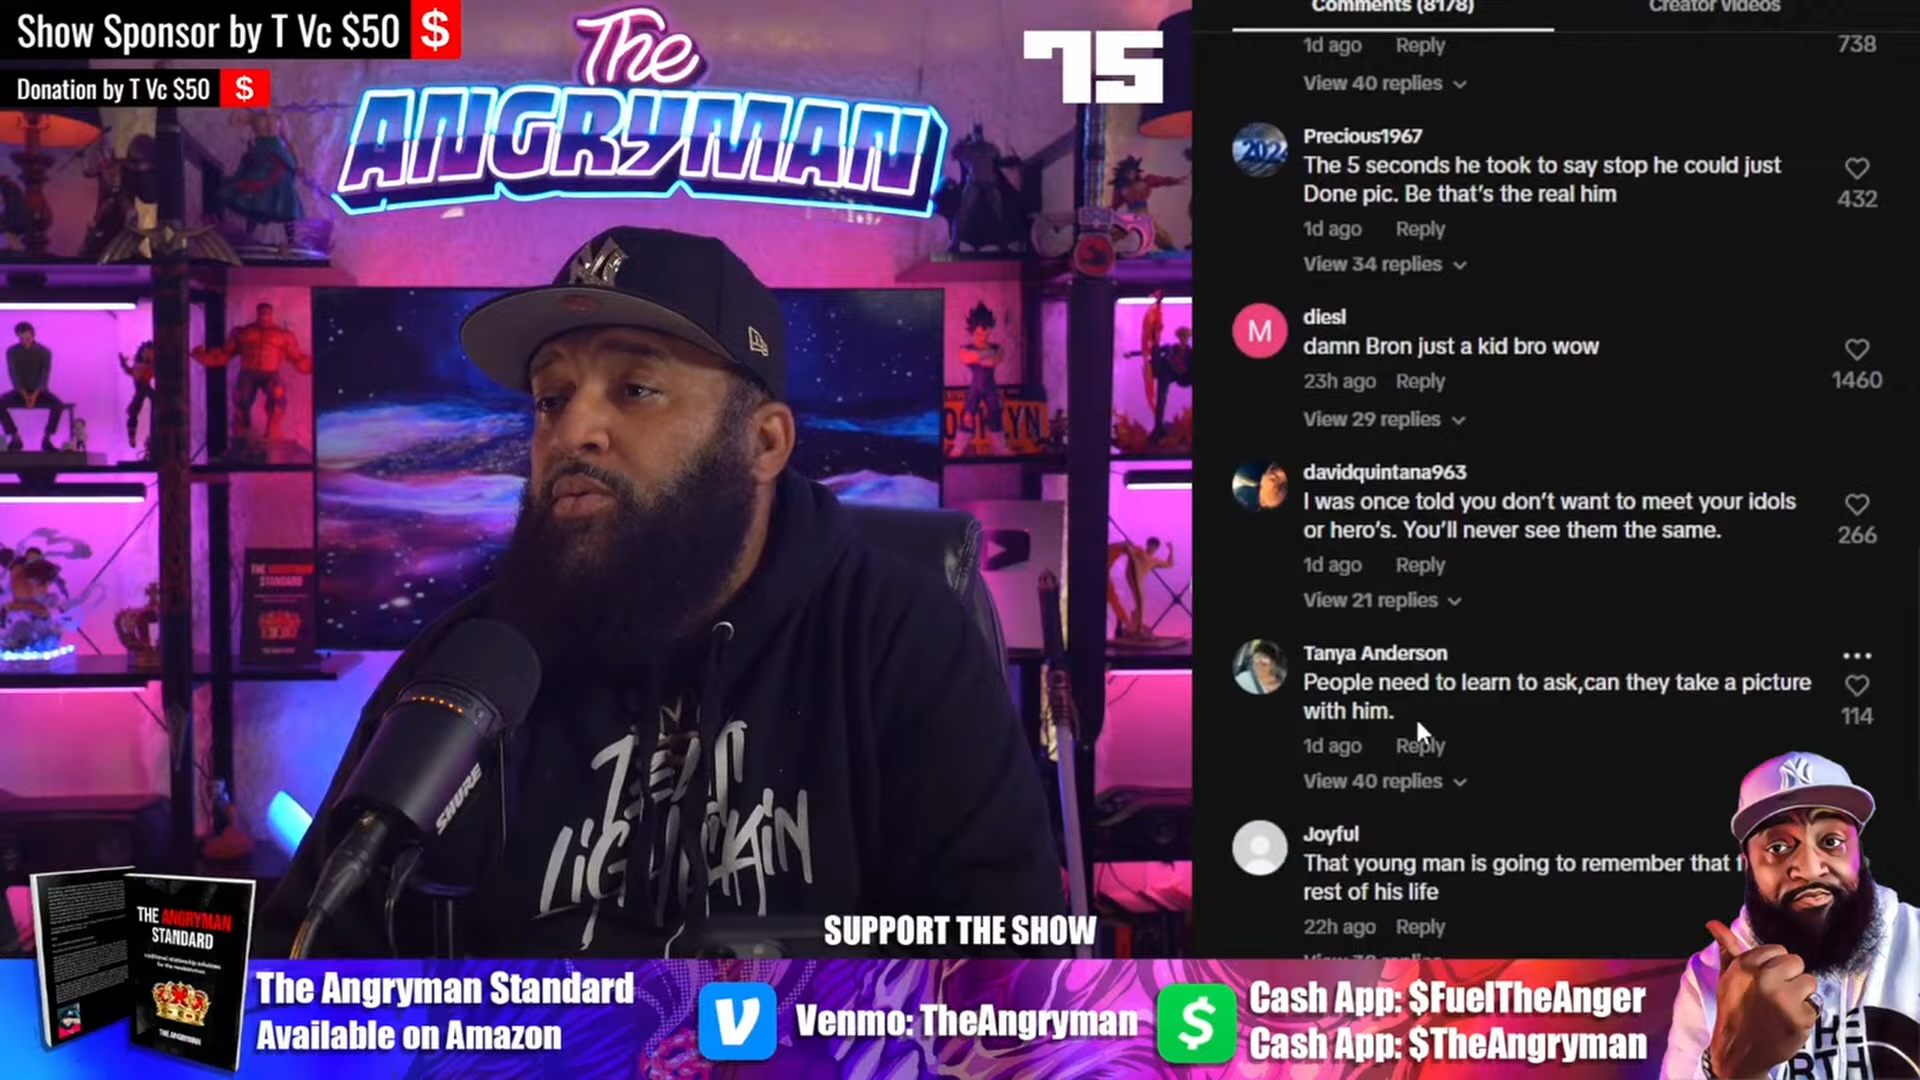 Show Sponsor by T Vc $50 $
Donation by T Vc $50 $
The
ANGRYMAN
75
Comments (8178)
Creator videos
1d ago Reply
738
View 40 replies
Precious1967
The 5 seconds he took to say stop he could just
Done pic. Be that's the real him
432
1d ago Reply
View 34 replies
M
diesl
damn Bron just a kid bro wow
1460
23h ago Reply
View 29 replies
davidquintana963
I was once told you don't want to meet your idols
or hero's. You'll never see them the same.
266
1d ago Reply
View 21 replies
Tanya Anderson
People need to learn to ask,can they take a picture
with him.
114
1d ago Reply
View 40 replies
Joyful
That young man is going to remember that
rest of his life
22h ago Reply
THE ANGRYMAN
STANDARD
SHURE
THE ANGRYMAN
STANDARD
THE ANGRYMAN
SUPPORT THE SHOW
The Angryman Standard
Available on Amazon
Venmo: TheAngryman
$
Cash App: $FuelTheAnger
Cash App: $TheAngryman